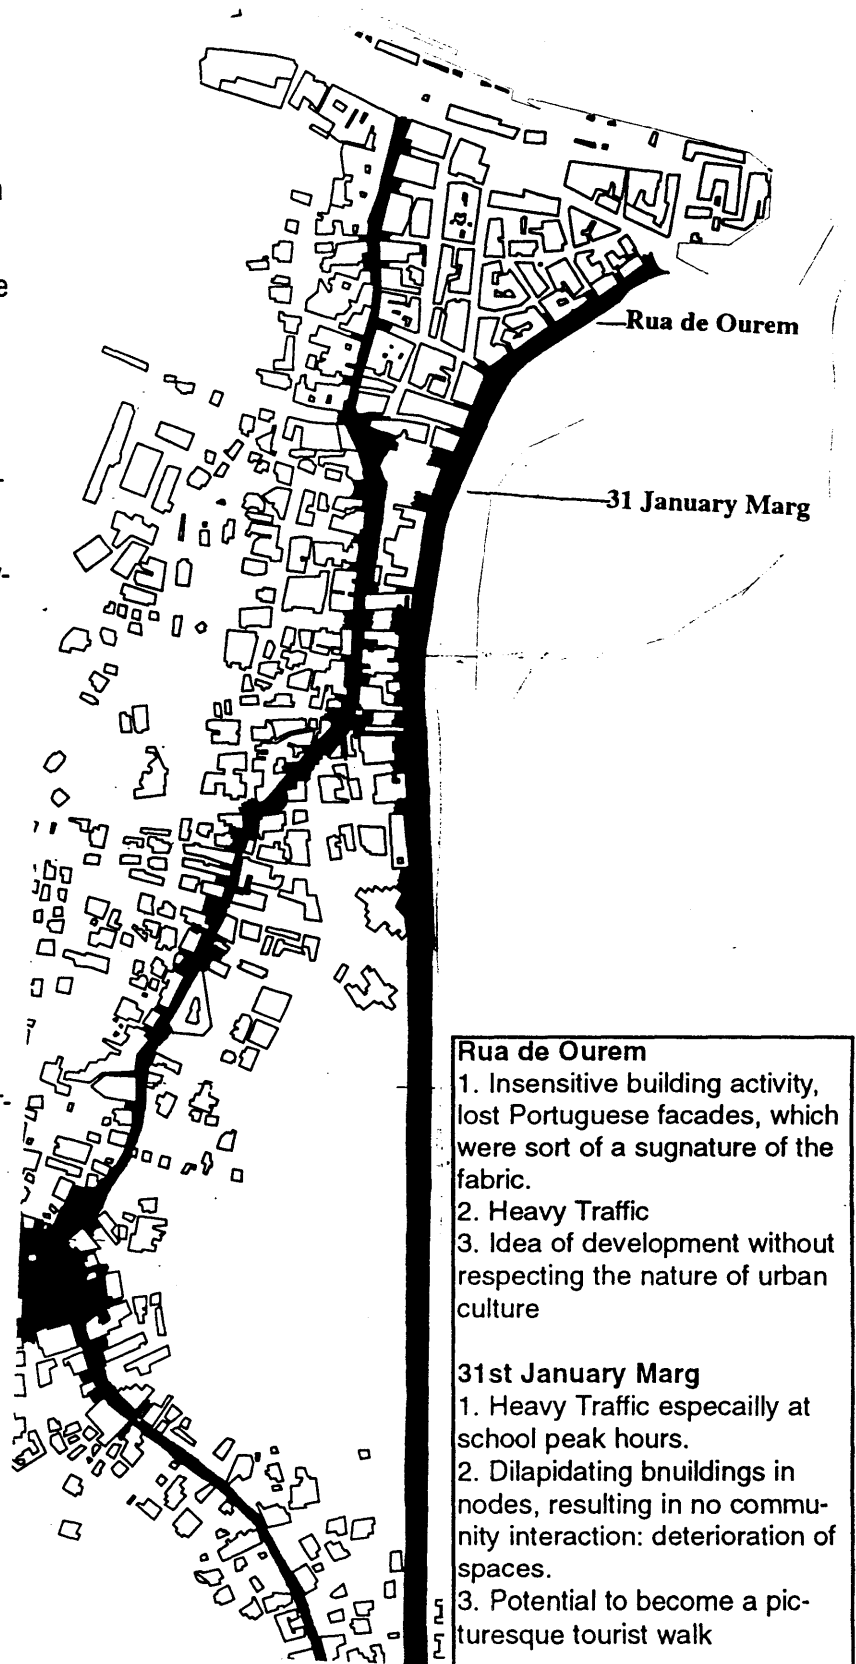 Rua de Ourem
31 January Marg
Rua de Ourem
1. Insensitive building activity,
lost Portuguese facades, which
were sort of a sugnature of the
fabric.
2. Heavy Traffic
3. Idea of development without
respecting the nature of urban
culture
31st January Marg
1. Heavy Traffic especailly at
school peak hours.
2. Dilapidating bnuildings in
nodes, resulting in no commu-
nity interaction: deterioration of
spaces.
3. Potential to become a pic-
turesque tourist walk